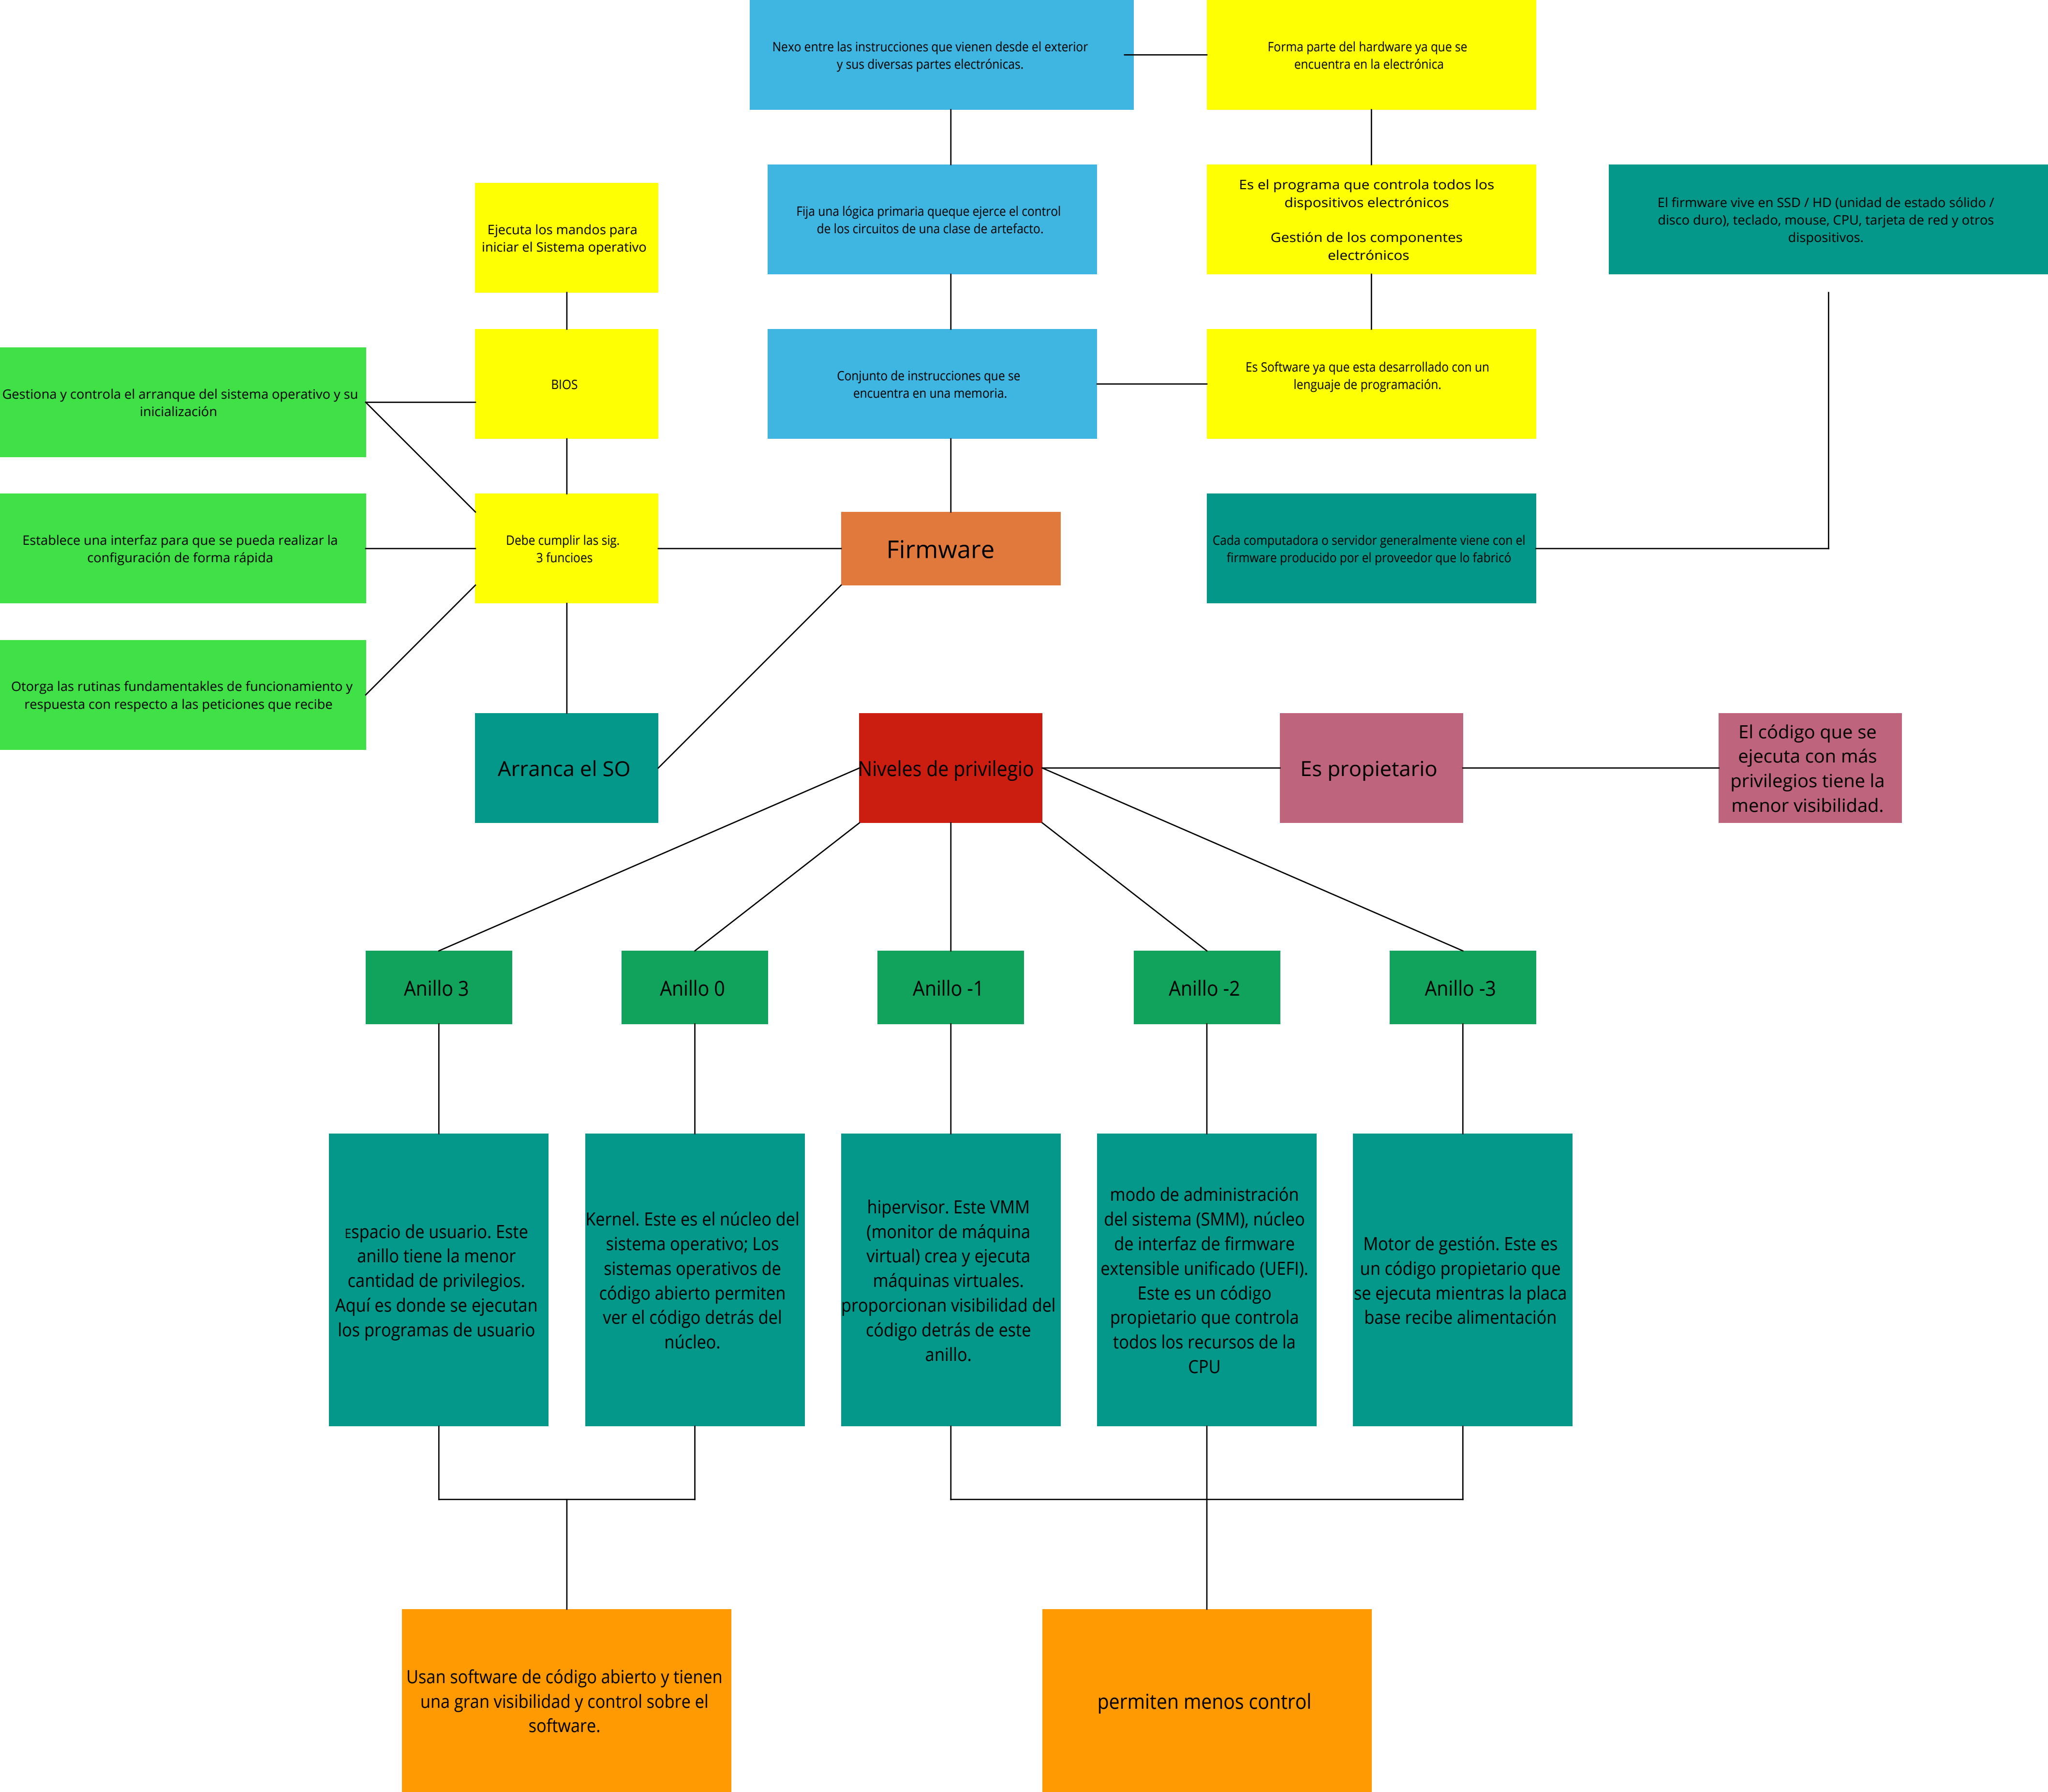 Nexo entre las instrucciones que vienen desde el exterior
y sus diversas partes electrónicas.
Forma parte del hardware ya que se
encuentra en la electrónica
Ejecuta los mandos para
iniciar el Sistema operativo
Fija una lógica primaria queque ejerce el control
de los circuitos de una clase de artefacto.
Es el programa que controla todos los
dispositivos electrónicos
Gestión de los componentes
electrónicos
El firmware vive en SSD / HD (unidad de estado sólido /
disco duro), teclado, mouse, CPU, tarjeta de red y otros
dispositivos.
Gestiona y controla el arranque del sistema operativo y su
inicialización
BIOS
Conjunto de instrucciones que se
encuentra en una memoria.
Es Software ya que esta desarrollado con un
lenguaje de programación.
Establece una interfaz para que se pueda realizar la
configuración de forma rápida
Debe cumplir las sig.
3 funcioes
Firmware
Cada computadora o servidor generalmente viene con el
firmware producido por el proveedor que lo fabricó
Otorga las rutinas fundamentakles de funcionamiento y
respuesta con respecto a las peticiones que recibe
Arranca el SO
Niveles de privilegio
Es propietario
El código que se
ejecuta con más
privilegios tiene la
menor visibilidad.
Anillo 3
Anillo 0
Anillo -1
Anillo -2
Anillo -3
Espacio de usuario. Este
anillo tiene la menor
cantidad de privilegios.
Aquí es donde se ejecutan
los programas de usuario
Kernel. Este es el núcleo del
sistema operativo; Los
sistemas operativos de
código abierto permiten
ver el código detrás del
núcleo.
hipervisor. Este VMM
(monitor de máquina
virtual) crea y ejecuta
máquinas virtuales.
proporcionan visibilidad del
código detrás de este
anillo.
modo de administración
del sistema (SMM), núcleo
de interfaz de firmware
extensible unificado (UEFI).
Este es un código
propietario que controla
todos los recursos de la
CPU
Motor de gestión. Este es
un código propietario que
se ejecuta mientras la placa
base recibe alimentación
Usan software de código abierto y tienen
una gran visibilidad y control sobre el
software.
permiten menos control